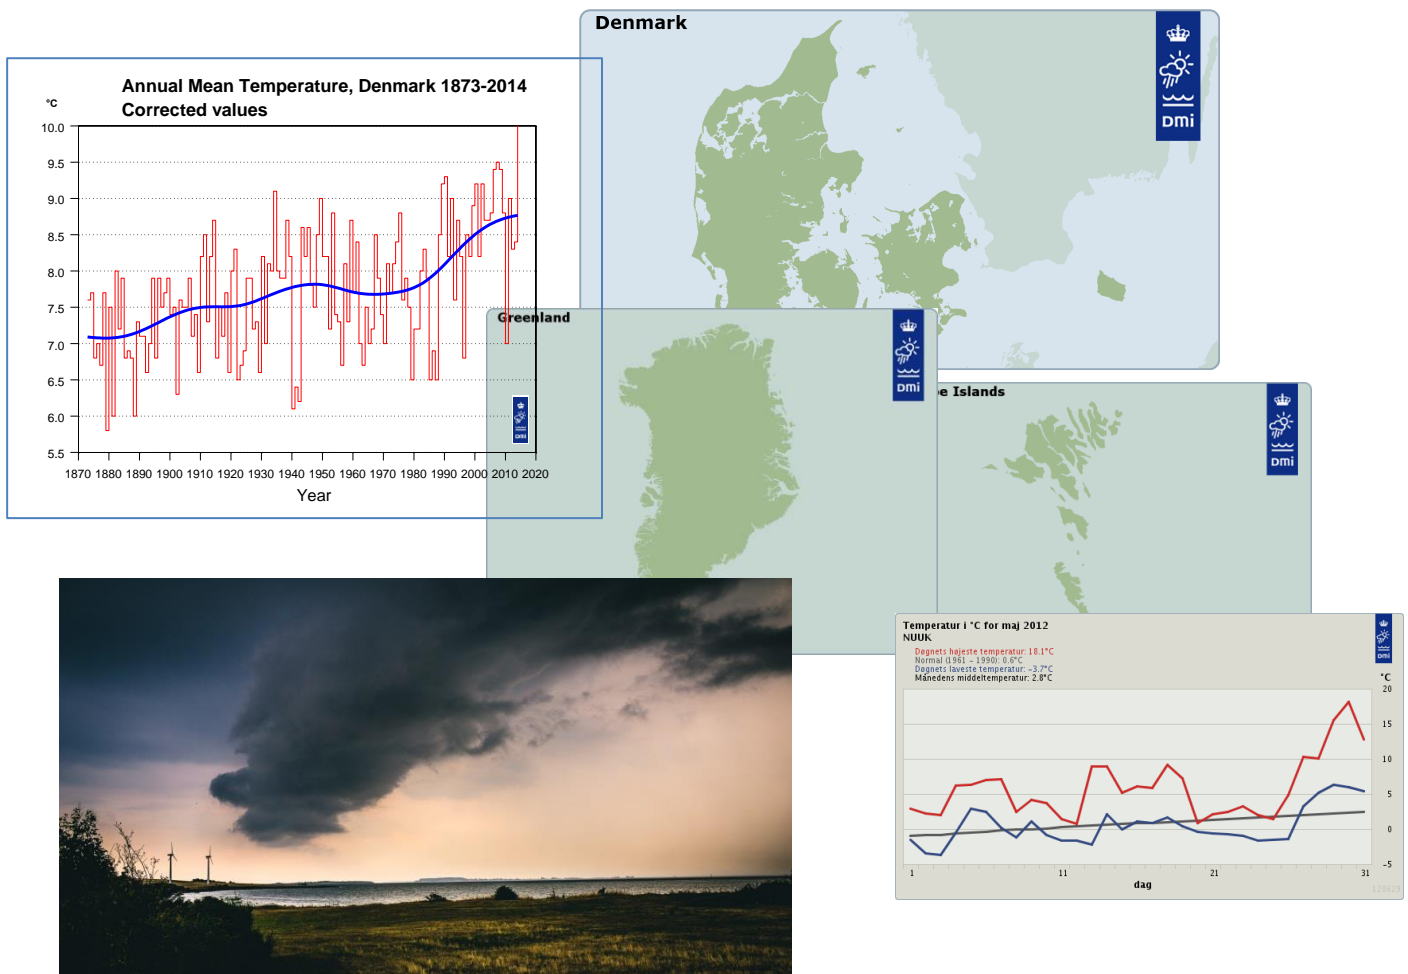 Denmark
DMI
Annual Mean Temperature, Denmark 1873-2014
Corrected values
°C
10.0
9.5
9.0
8.5
8.0
7.5
7.0
6.5
6.0
5.5
1870 1880 1890 1900 1910 1920 1930 1940 1950 1960 1970 1980 1990 2000 2010 2020
Year
DMI
Greenland
DMI
e Islands
DMI
Temperatur i °C for maj 2012
NUUK
Døgnets højeste temperatur: 18.1°C
Normal (1961 - 1990): 0.6°C
Døgnets laveste temperatur: -3.7°C
Månedens middeltemperatur: 2.8°C
°C
20
15
10
5
0
-5
1 11 21 31
dag
120629